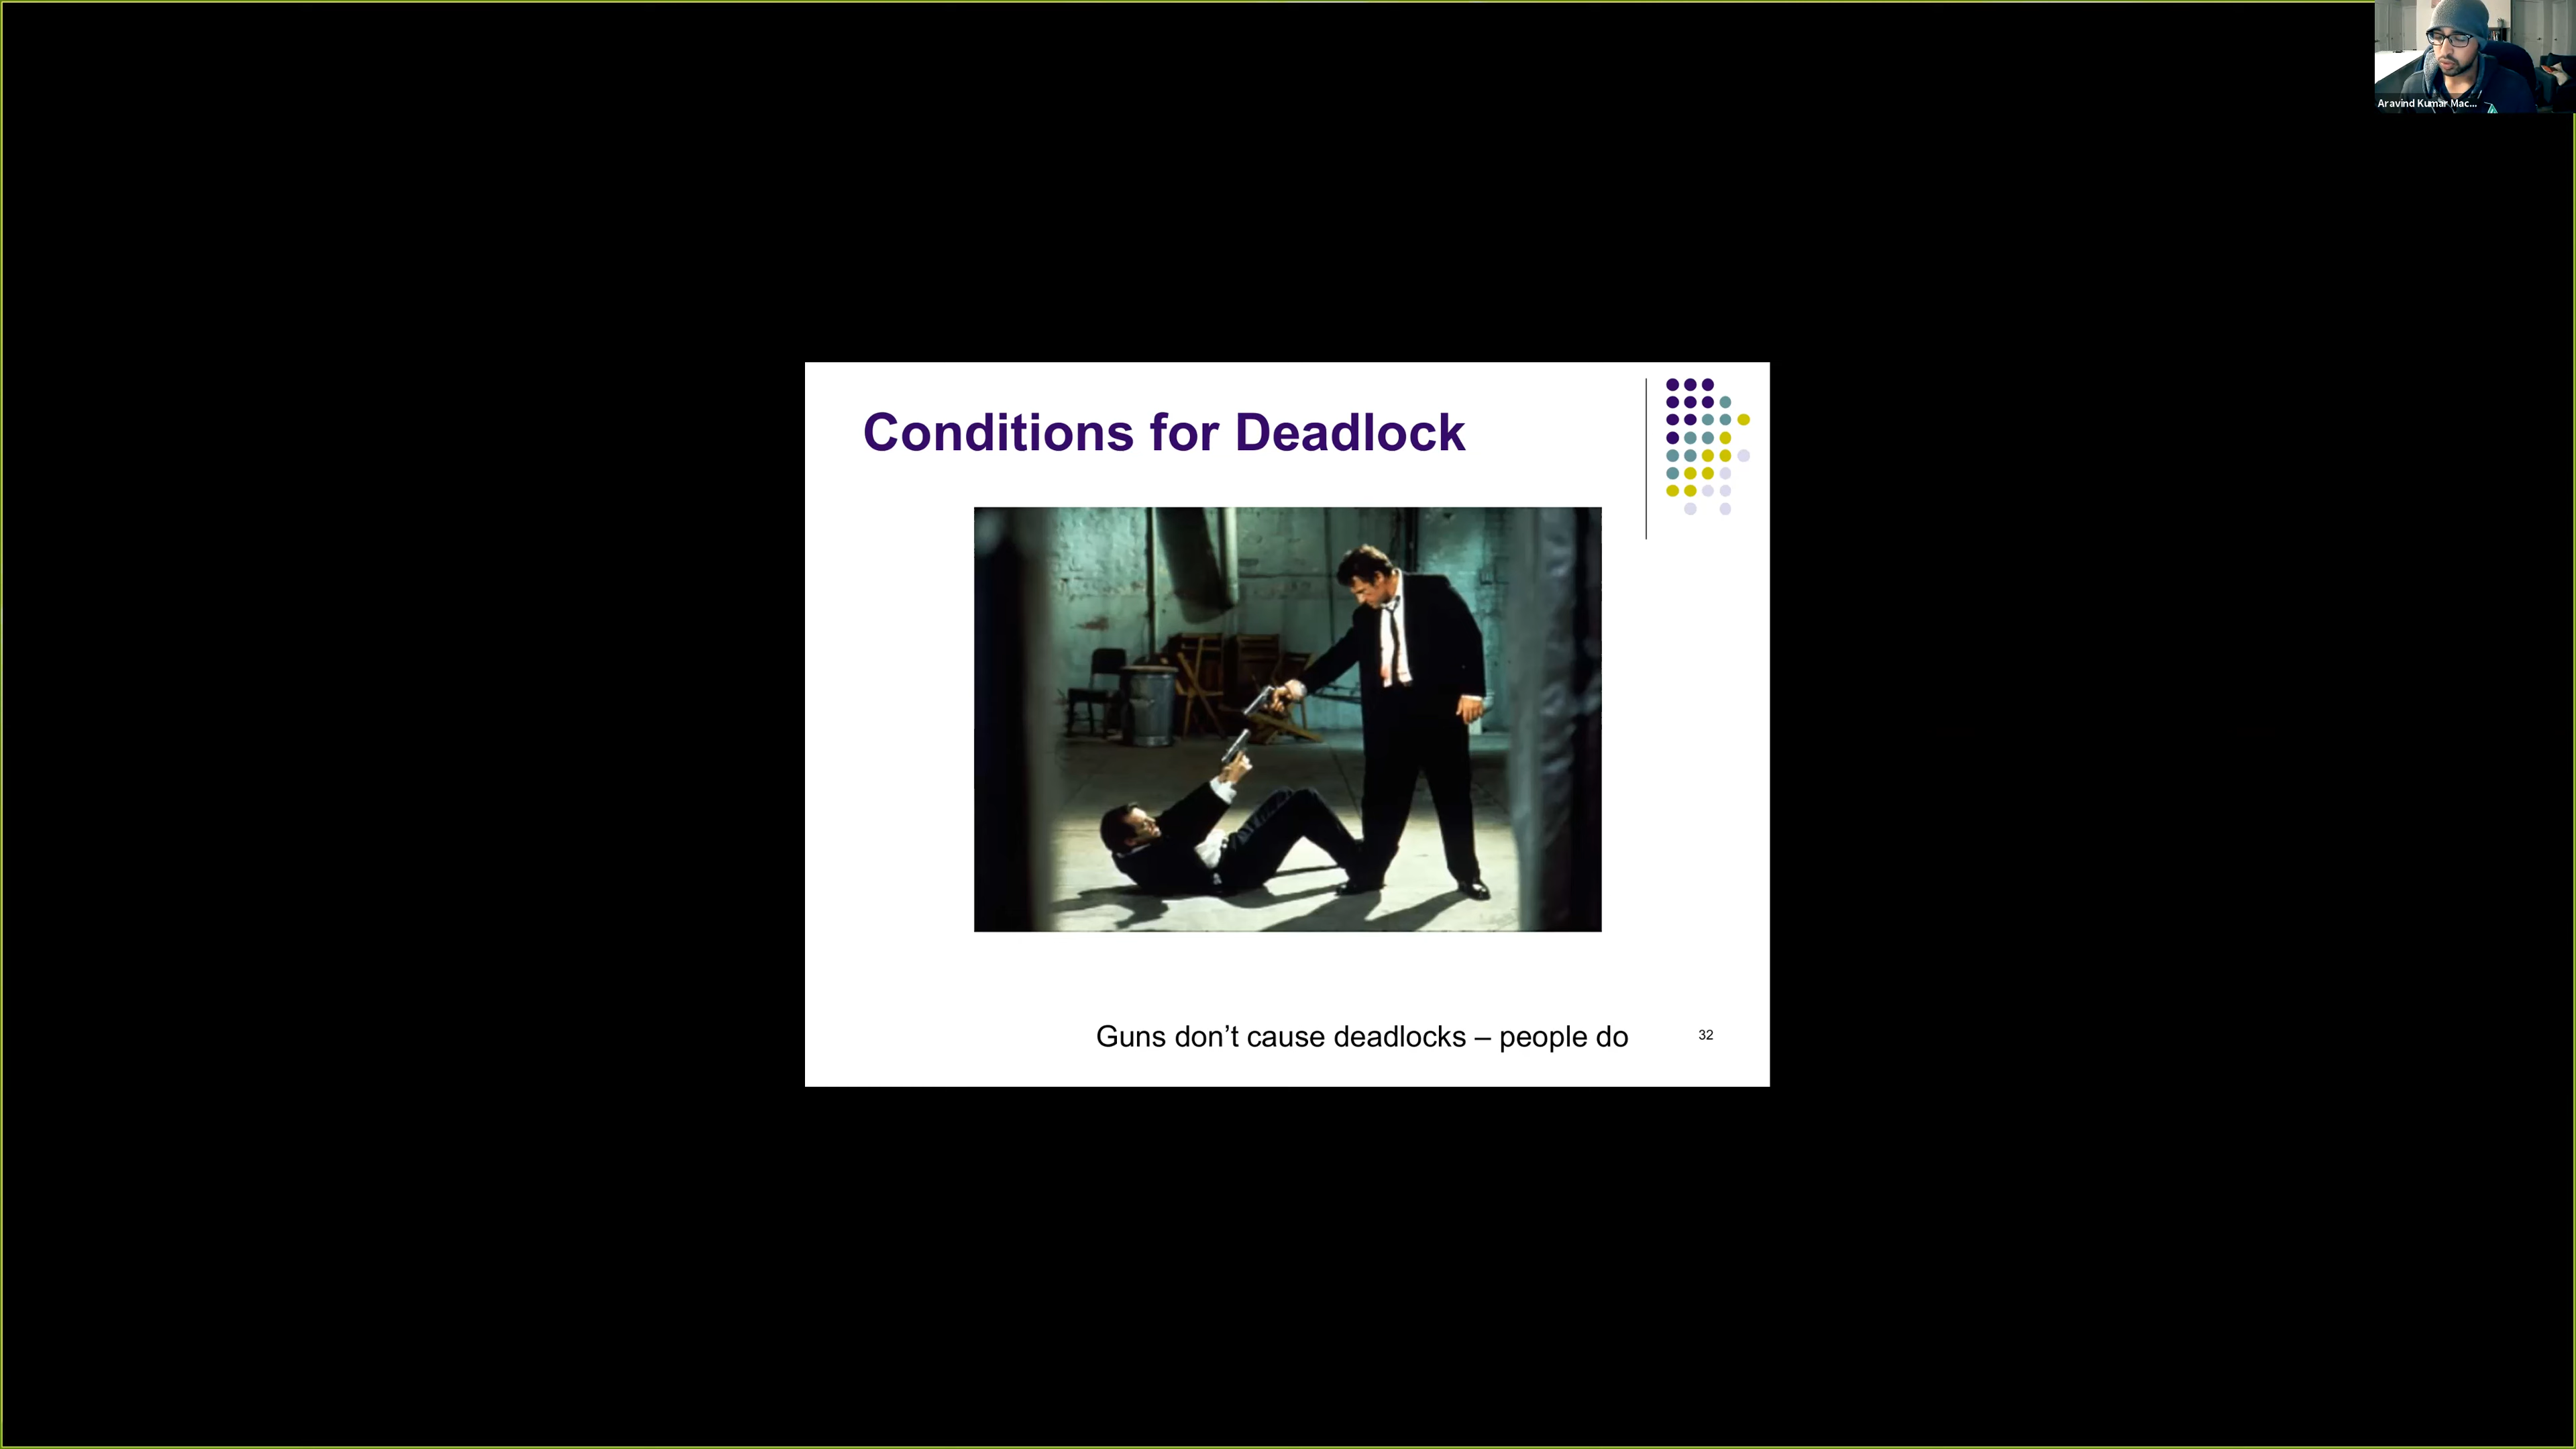 Aravind Kumar Mac...
Conditions for Deadlock
Guns don’t cause deadlocks – people do
32